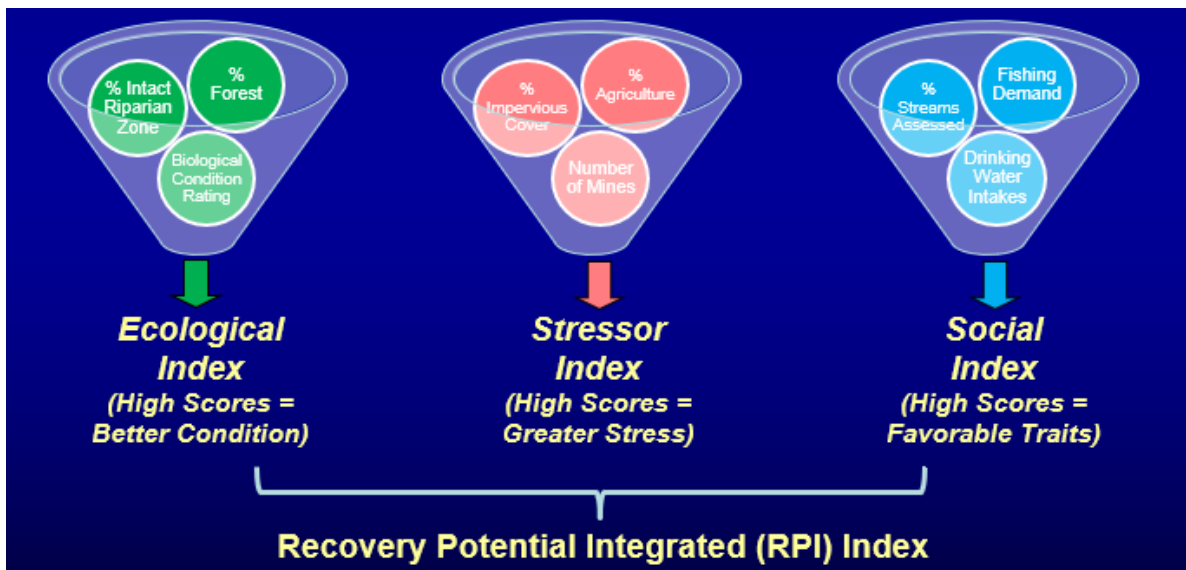 % Intact
Riparian
Zone
%
Forest
Biological
Condition
Rating
%
Impervious
Cover
%
Agriculture
Number
of Mines
%
Streams
Assessed
Fishing
Demand
Drinking
Water
Intakes
Ecological
Index
(High Scores =
Better Condition)
Stressor
Index
(High Scores =
Greater Stress)
Social
Index
(High Scores =
Favorable Traits)
Recovery Potential Integrated (RPI) Index